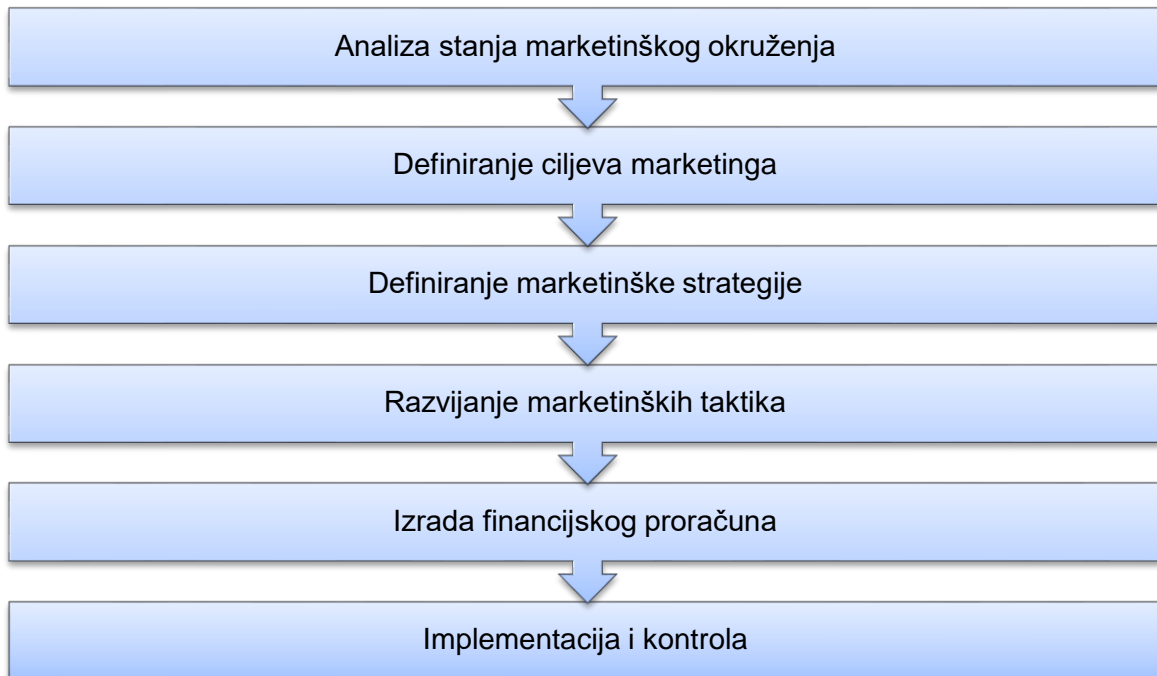 Analiza stanja marketinškog okruženja
Definiranje ciljeva marketinga
Definiranje marketinške strategije
Razvijanje marketinških taktika
Izrada financijskog proračuna
Implementacija i kontrola